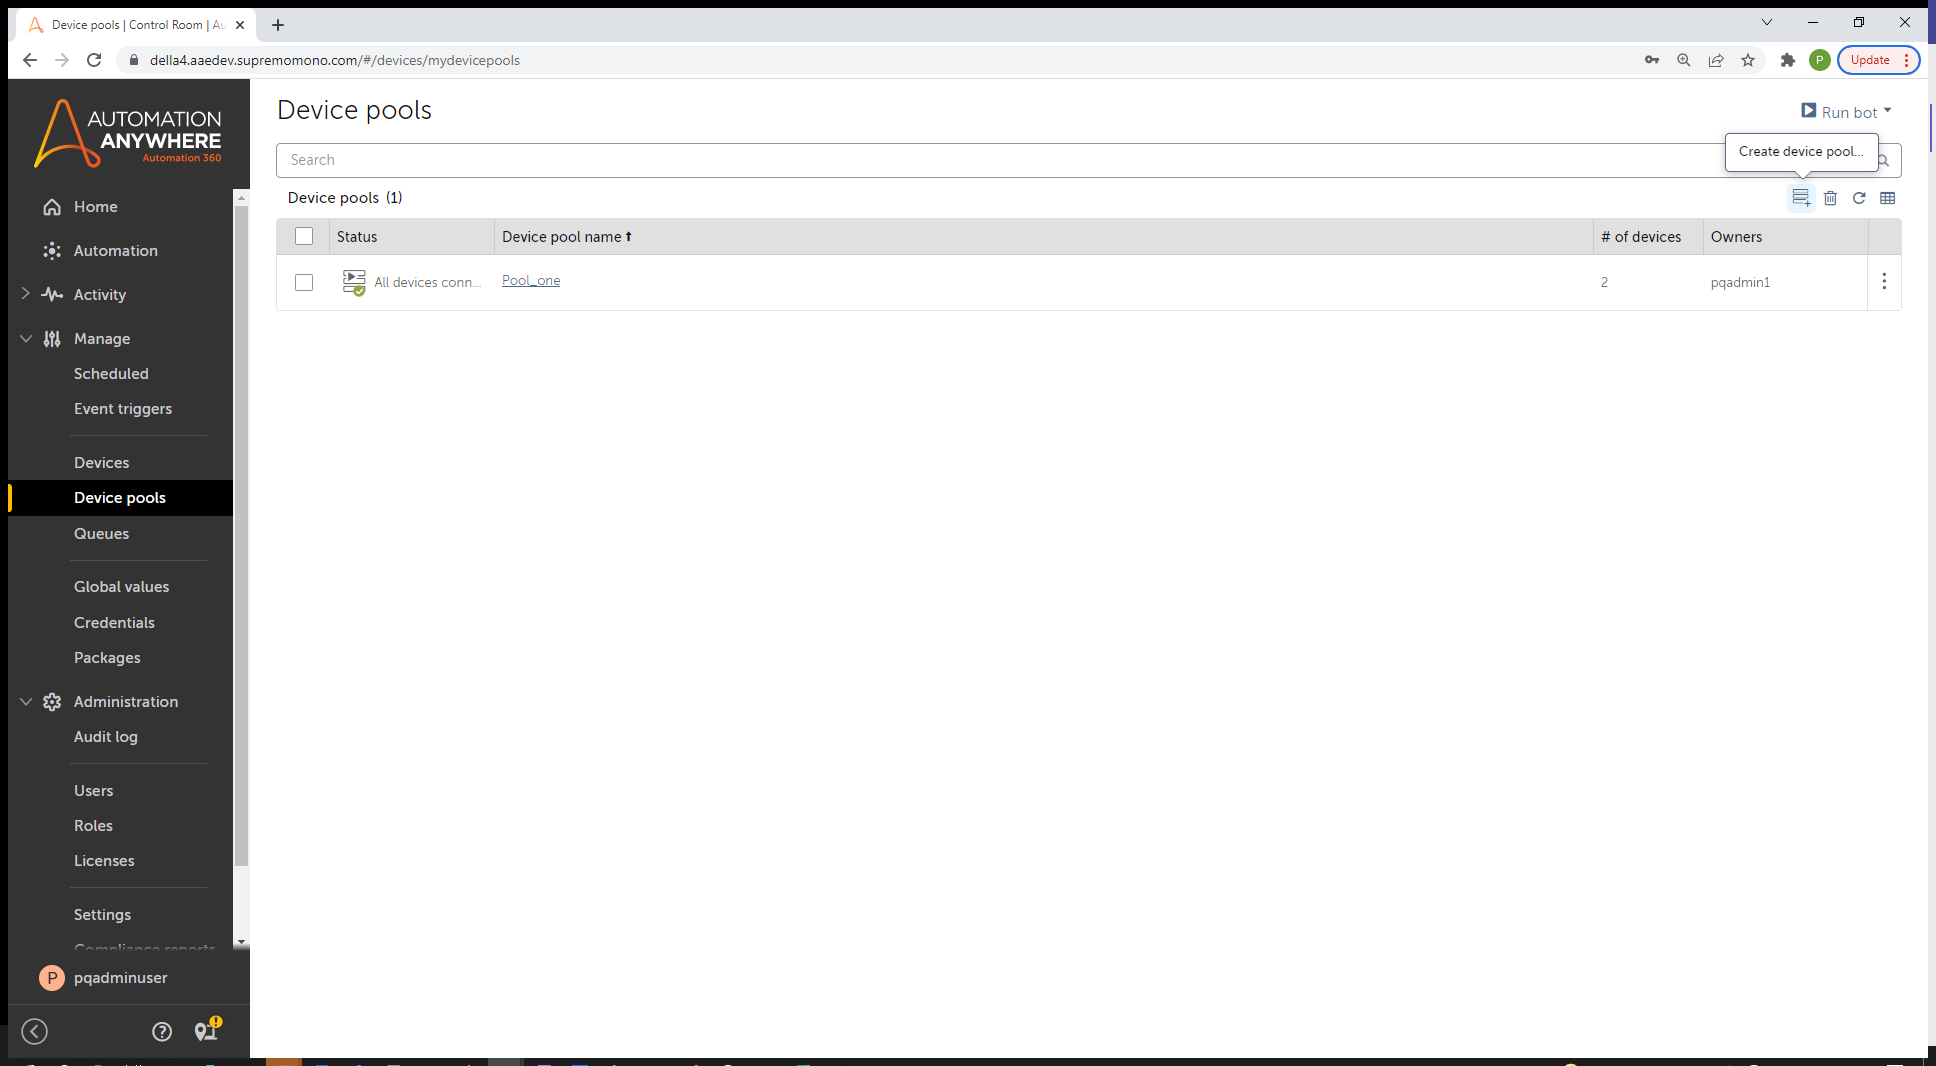 Device pools | Control Room | Au
della4.aaedev.supremomono.com/#/devices/mydevicepools
P
Update
AUTOMATION
ANYWHERE
Automation 360
Home
Automation
Activity
Manage
Scheduled
Event triggers
Devices
Device pools
Queues
Global values
Credentials
Packages
Administration
Audit log
Users
Roles
Licenses
Settings
Compliance reports
P pqadminuser
Device pools
Run bot
Search
Create device pool...
Device pools (1)
Status Device pool name # of devices Owners
All devices conn... Pool_one 2 pqadmin1